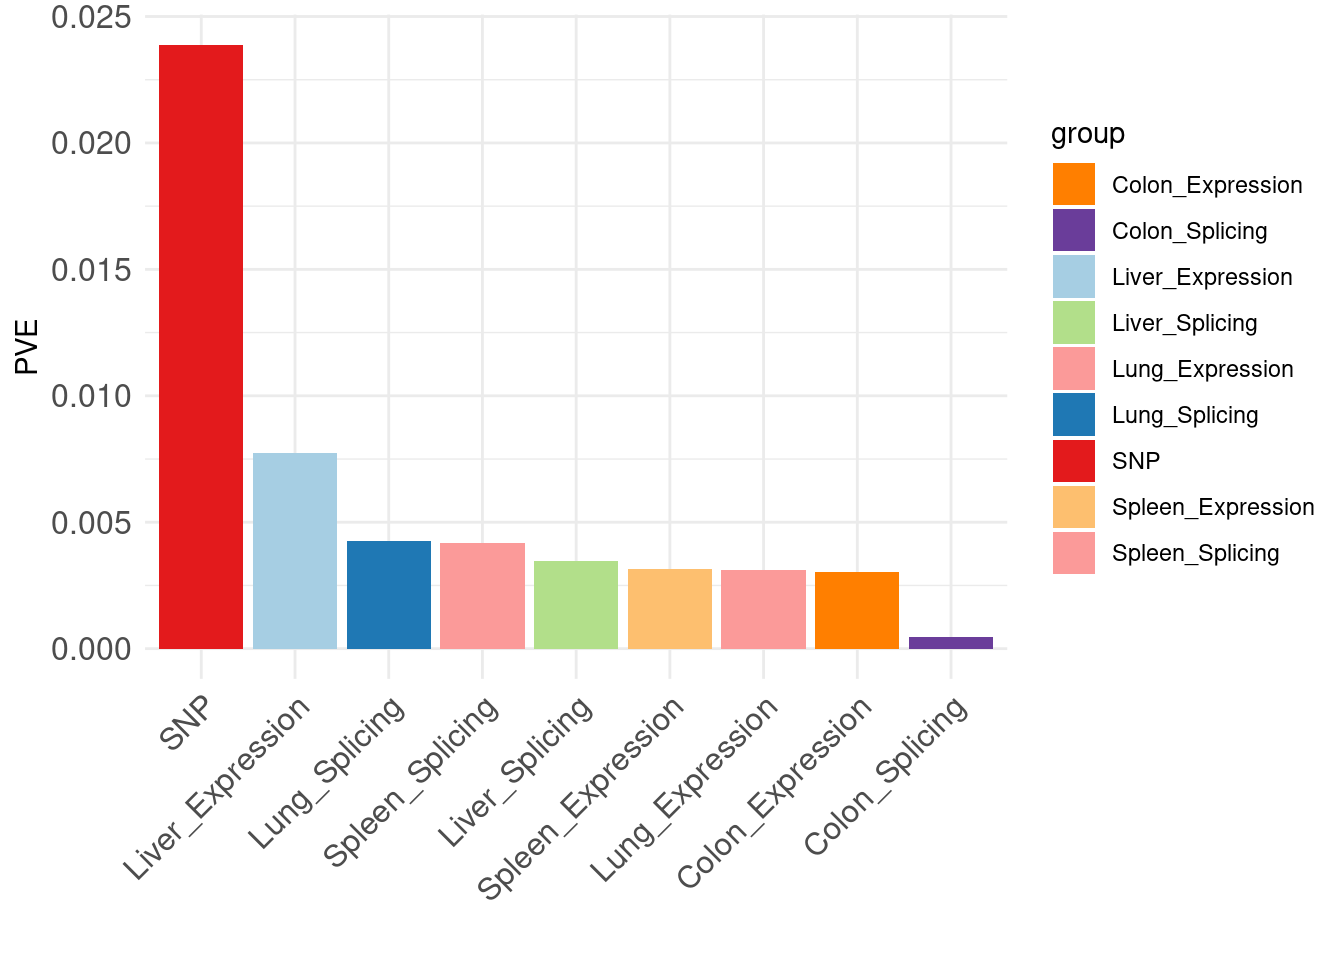 0.025
0.020
0.015
0.010
0.005
0.000
PVE
SNP
Liver_Expression
Lung_Splicing
Spleen_Splicing
Liver_Splicing
Spleen_Expression
Lung_Expression
Colon_Expression
Colon_Splicing
group
Colon_Expression
Colon_Splicing
Liver_Expression
Liver_Splicing
Lung_Expression
Lung_Splicing
SNP
Spleen_Expression
Spleen_Splicing